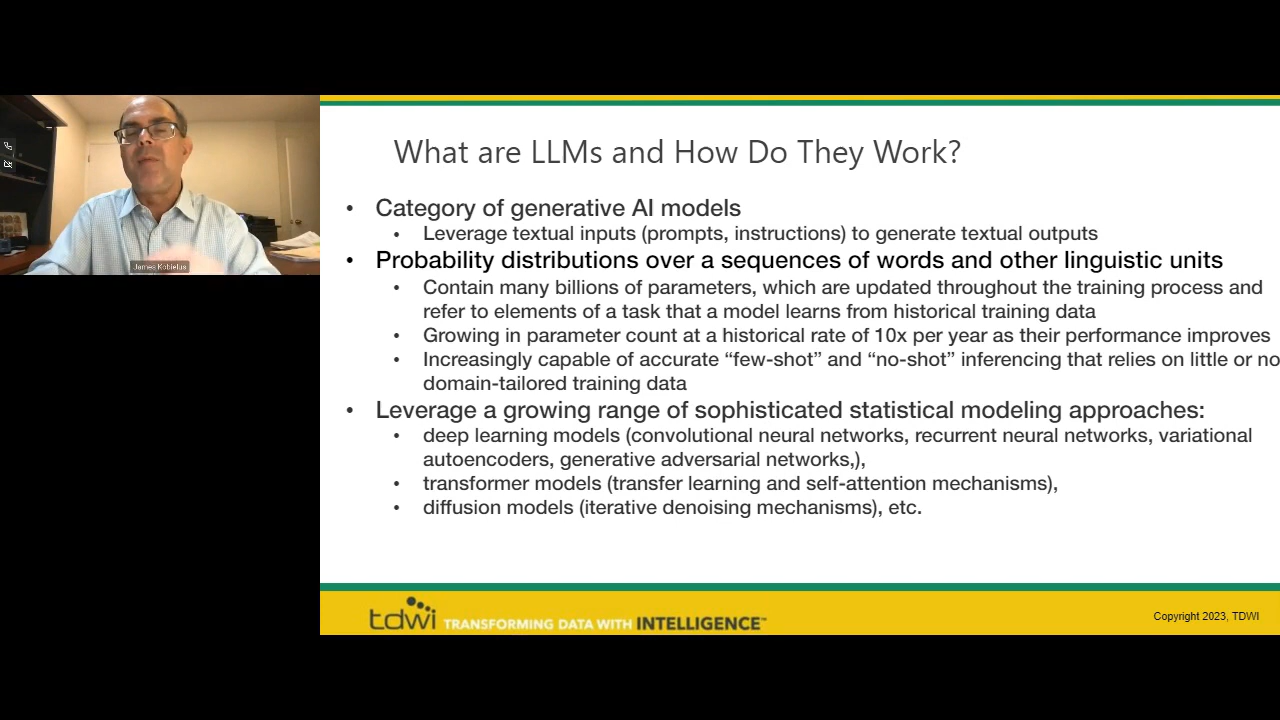 James Kobielus
What are LLMs and How Do They Work?
• Category of generative AI models
• Leverage textual inputs (prompts, instructions) to generate textual outputs
• Probability distributions over a sequences of words and other linguistic units
• Contain many billions of parameters, which are updated throughout the training process and
refer to elements of a task that a model learns from historical training data
• Growing in parameter count at a historical rate of 10x per year as their performance improves
• Increasingly capable of accurate “few-shot” and “no-shot” inferencing that relies on little or no
domain-tailored training data
• Leverage a growing range of sophisticated statistical modeling approaches:
• deep learning models (convolutional neural networks, recurrent neural networks, variational
autoencoders, generative adversarial networks,),
• transformer models (transfer learning and self-attention mechanisms),
• diffusion models (iterative denoising mechanisms), etc.
tdwi TRANSFORMING DATA WITH INTELLIGENCE™
Copyright 2023, TDWI